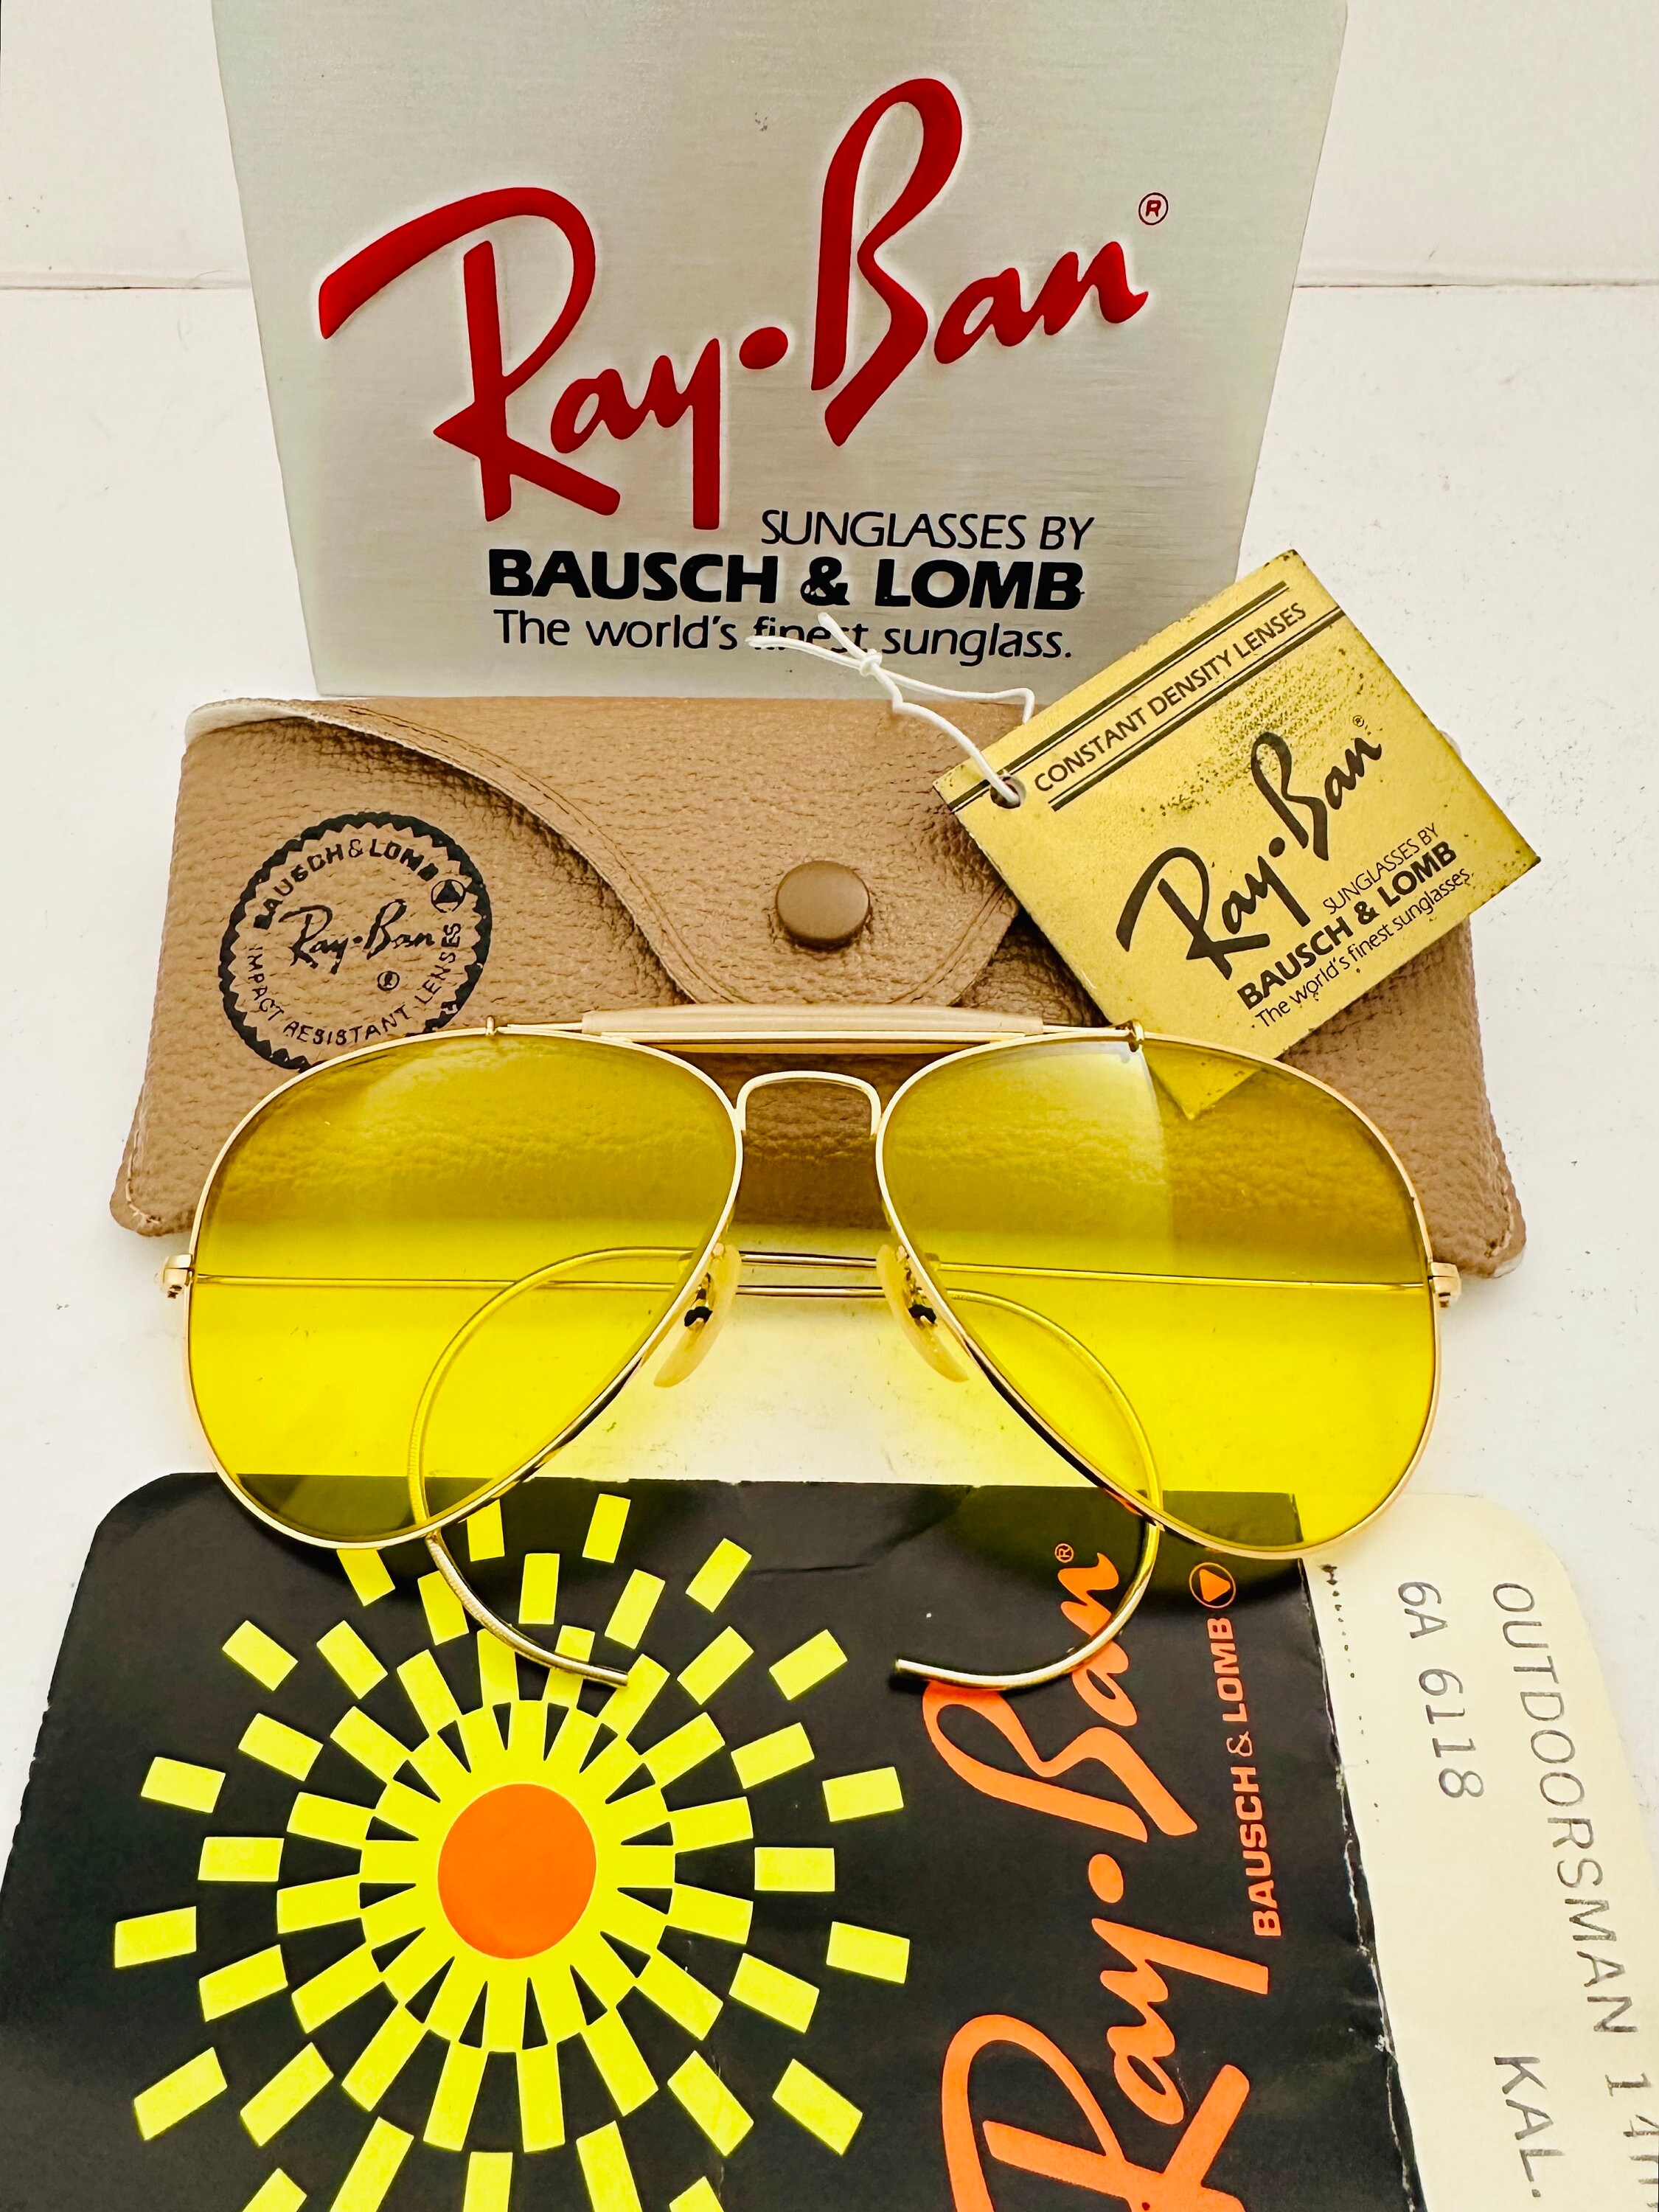 Ray·Ban®
SUNGLASSES BY
BAUSCH & LOMB
The world's finest sunglass.
CONSTANT DENSITY LENSES
Ray·Ban®
SUNGLASSES BY
BAUSCH & LOMB
The world's finest sunglasses.
BAUSCH & LOMB
Ray·Ban
®
IMPACT RESISTANT LENSES
Ray·Ban®
BAUSCH & LOMB
OUTDOORSMAN 14
KAL.
6A 6118